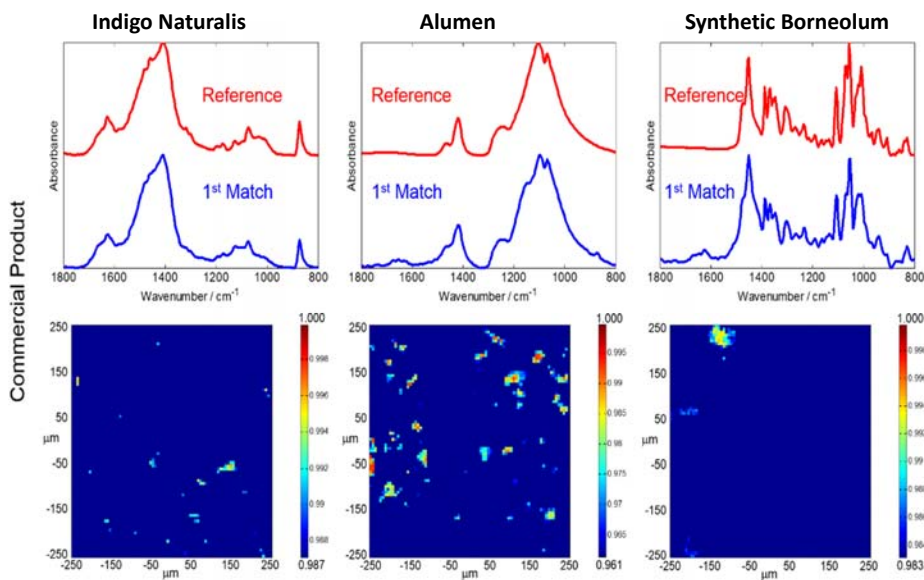 Indigo Naturalis
Alumen
Synthetic Borneolum
Commercial Product
Absorbance
Reference
1st Match
1800 1600 1400 1200 1000 800
Wavenumber / cm-1
Absorbance
Reference
1st Match
1800 1600 1400 1200 1000 800
Wavenumber / cm-1
Absorbance
Reference
1st Match
1800 1600 1400 1200 1000 800
Wavenumber / cm-1
250
150
50
μm
-50
-150
-250
-250 -150 -50 50 150 250
μm
1.000
0.998
0.996
0.994
0.992
0.99
0.988
0.987
250
150
50
μm
-50
-150
-250
-250 -150 -50 50 150 250
μm
1.000
0.995
0.99
0.985
0.98
0.975
0.97
0.965
0.961
250
150
50
μm
-50
-150
-250
-250 -150 -50 50 150 250
μm
1.000